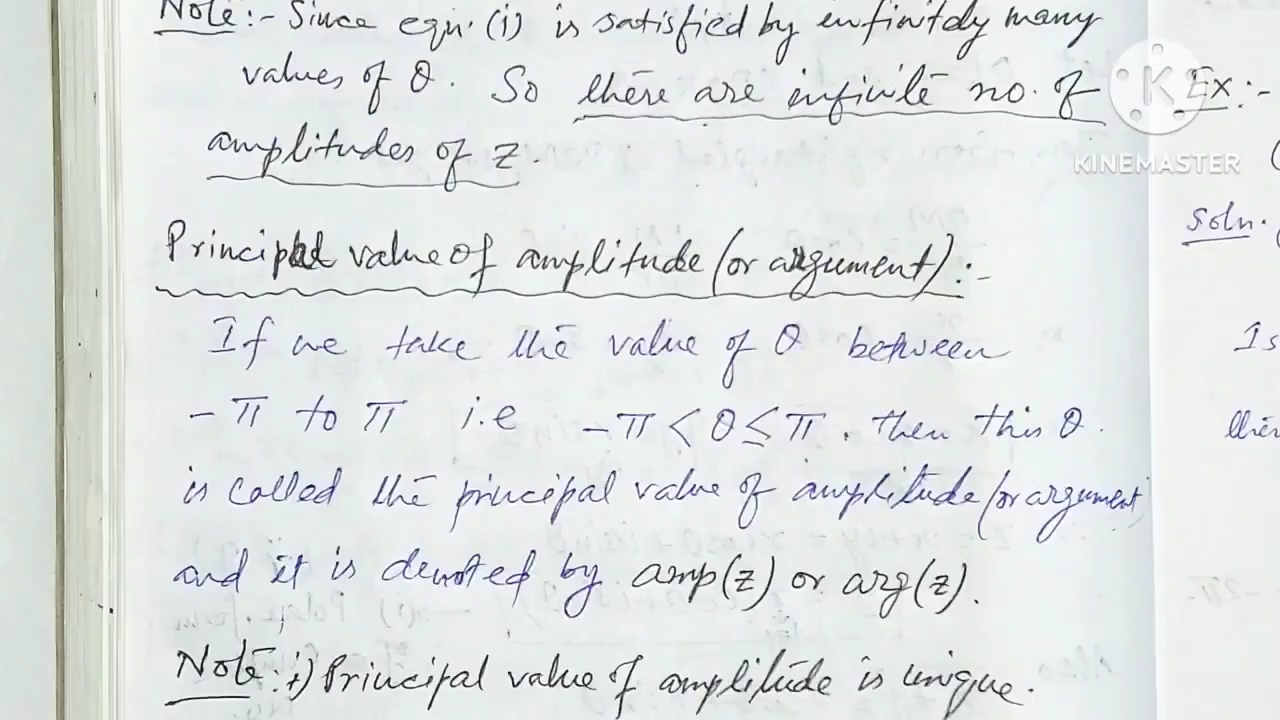 Note :- Since eqn. (i) is satisfied by infinitely many
values of θ. So there are infinite no. of
amplitudes of z.
Principal value of amplitude (or argument) :-
If we take the value of θ between
- π to π i.e - π < θ ≤ π. then this θ.
is called the principal value of amplitude (or argument)
and it is denoted by amp(z) or arg(z).
Note: i) Principal value of amplitude is unique.
KINEMASTER
Ex :-
Soln.
Is